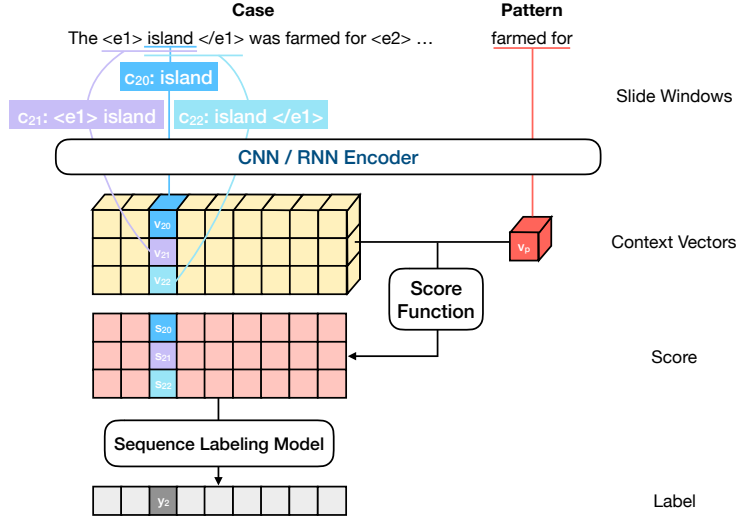 Case Pattern
The <e1> island </e1> was farmed for <e2> … farmed for
c20: island
Slide Windows
c21: <e1> island c22: island </e1>
CNN / RNN Encoder
v20
v21 vp Context Vectors
v22
Score
Function
s20
s21 Score
s22
Sequence Labeling Model
y2 Label